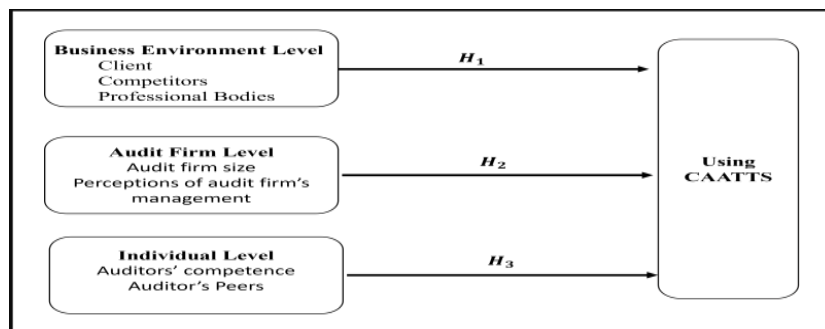 Business Environment Level
Client
Competitors
Professional Bodies
H₁
Audit Firm Level
Audit firm size
Perceptions of audit firm's
management
H₂
Individual Level
Auditors' competence
Auditor's Peers
H₃
Using
CAATTS